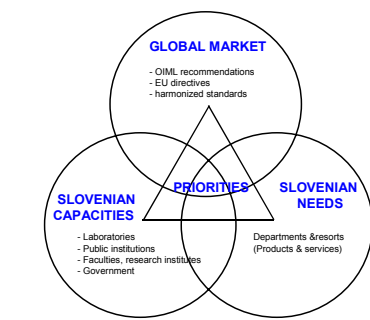 GLOBAL MARKET
- OIML recommendations
- EU directives
- harmonized standards
PRIORITIES
SLOVENIAN
CAPACITIES
- Laboratories
- Public institutions
- Faculties, research institutes
- Government
SLOVENIAN
NEEDS
Departments &resorts
(Products & services)